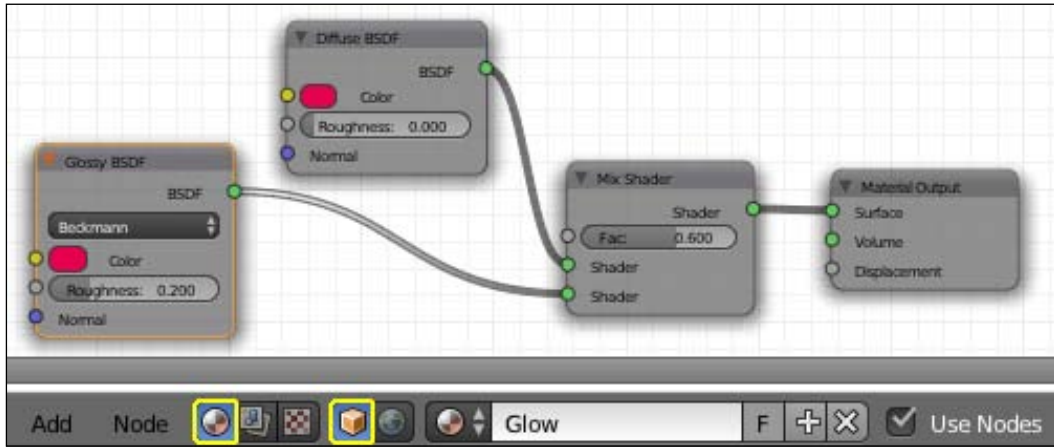 Diffuse BSDF
BSDF
Color
Roughness: 0.000
Normal
Glossy BSDF
BSDF
Beckmann
Color
Roughness: 0.200
Normal
Mix Shader
Shader
Fac: 0.600
Shader
Shader
Material Output
Surface
Volume
Displacement
Add Node Glow F Use Nodes